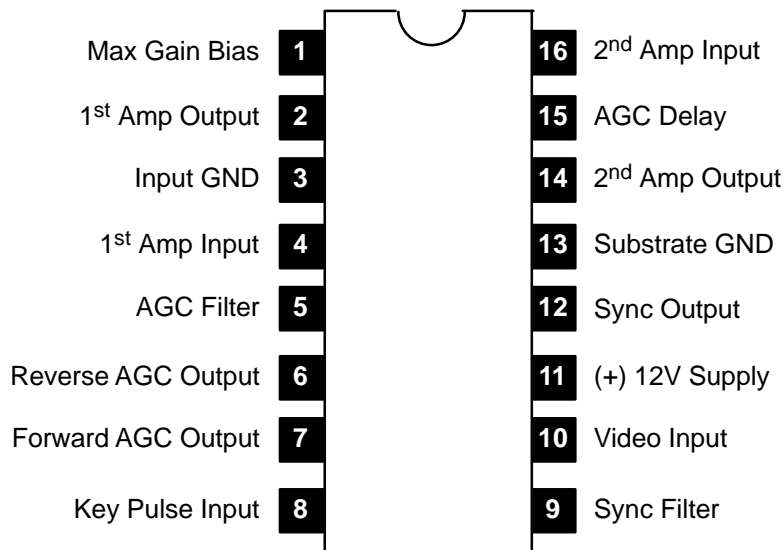 Max Gain Bias 1 16 2nd Amp Input
1st Amp Output 2 15 AGC Delay
Input GND 3 14 2nd Amp Output
1st Amp Input 4 13 Substrate GND
AGC Filter 5 12 Sync Output
Reverse AGC Output 6 11 (+) 12V Supply
Forward AGC Output 7 10 Video Input
Key Pulse Input 8 9 Sync Filter